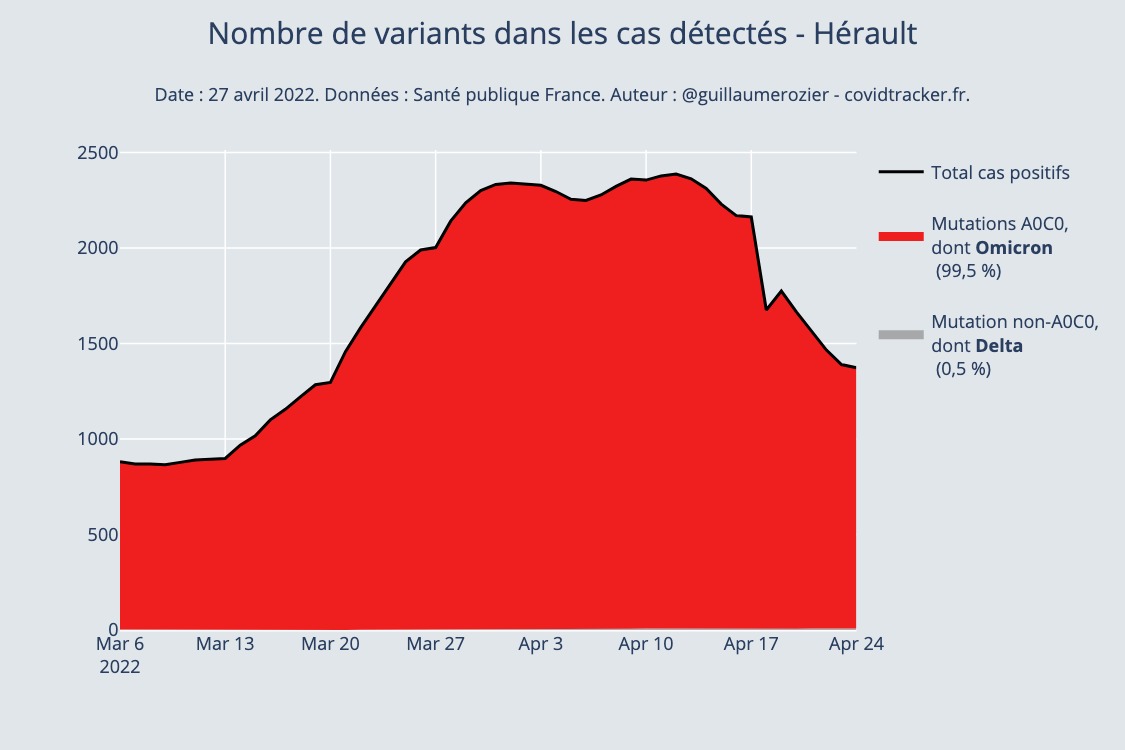 Nombre de variants dans les cas détectés - Hérault
Date : 27 avril 2022. Données : Santé publique France. Auteur : @guillaumerozier - covidtracker.fr.
2500
2000
1500
1000
500
0
Mar 6
2022
Mar 13
Mar 20
Mar 27
Apr 3
Apr 10
Apr 17
Apr 24
Total cas positifs
Mutations A0C0,
dont Omicron
(99,5 %)
Mutation non-A0C0,
dont Delta
(0,5 %)